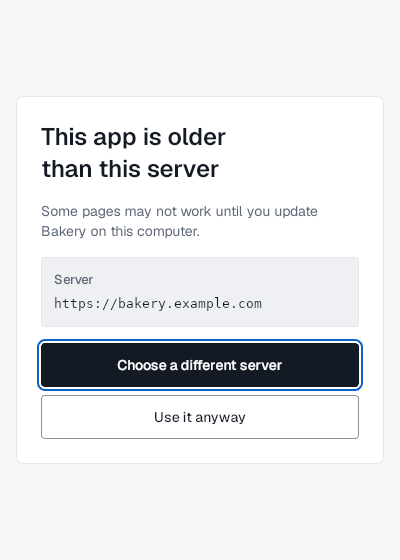 This app is older
than this server
Some pages may not work until you update
Bakery on this computer.
Server
https://bakery.example.com
Choose a different server
Use it anyway